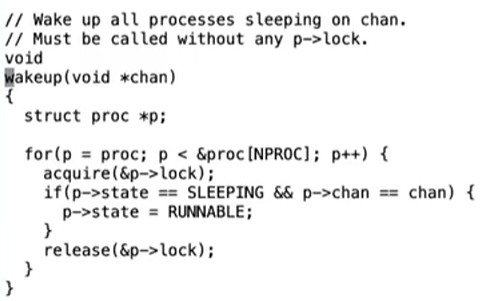 // Wake up all processes sleeping on chan.
// Must be called without any p->lock.
void
wakeup(void *chan)
{
  struct proc *p;

  for(p = proc; p < &proc[NPROC]; p++) {
    acquire(&p->lock);
    if(p->state == SLEEPING && p->chan == chan) {
      p->state = RUNNABLE;
    }
    release(&p->lock);
  }
}